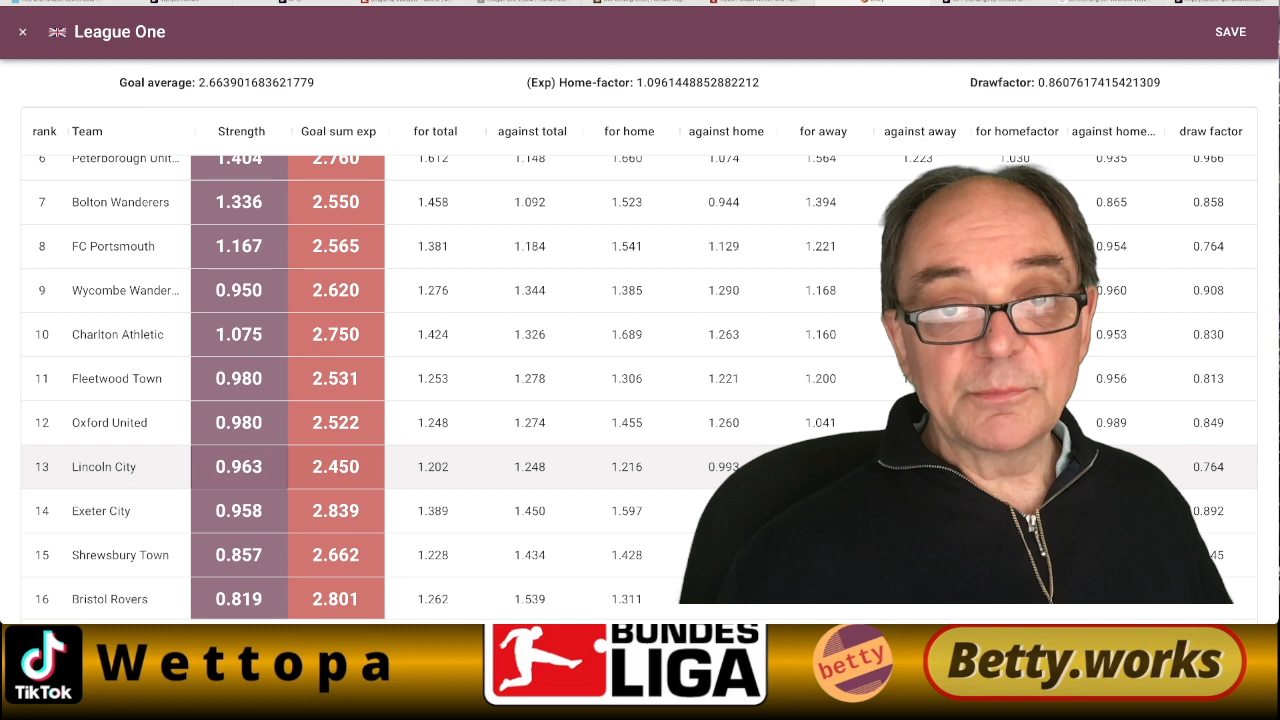 × League One SAVE
Goal average: 2.663901683621779 (Exp) Home-factor: 1.0961448852882212 Drawfactor: 0.8607617415421309
rank Team Strength Goal sum exp for total against total for home against home for away against away for homefactor against home... draw factor
6 Peterborough Unit... 1.404 2.760 1.612 1.148 1.660 1.074 1.564 1.223 1.030 0.935 0.966
7 Bolton Wanderers 1.336 2.550 1.458 1.092 1.523 0.944 1.394 0.865 0.858
8 FC Portsmouth 1.167 2.565 1.381 1.184 1.541 1.129 1.221 0.954 0.764
9 Wycombe Wander... 0.950 2.620 1.276 1.344 1.385 1.290 1.168 0.960 0.908
10 Charlton Athletic 1.075 2.750 1.424 1.326 1.689 1.263 1.160 0.953 0.830
11 Fleetwood Town 0.980 2.531 1.253 1.278 1.306 1.221 1.200 0.956 0.813
12 Oxford United 0.980 2.522 1.248 1.274 1.455 1.260 1.041 0.989 0.849
13 Lincoln City 0.963 2.450 1.202 1.248 1.216 0.993 0.764
14 Exeter City 0.958 2.839 1.389 1.450 1.597 0.892
15 Shrewsbury Town 0.857 2.662 1.228 1.434 1.428 45
16 Bristol Rovers 0.819 2.801 1.262 1.539 1.311
TikTok Wettopa BUNDES
LIGA betty Betty.works